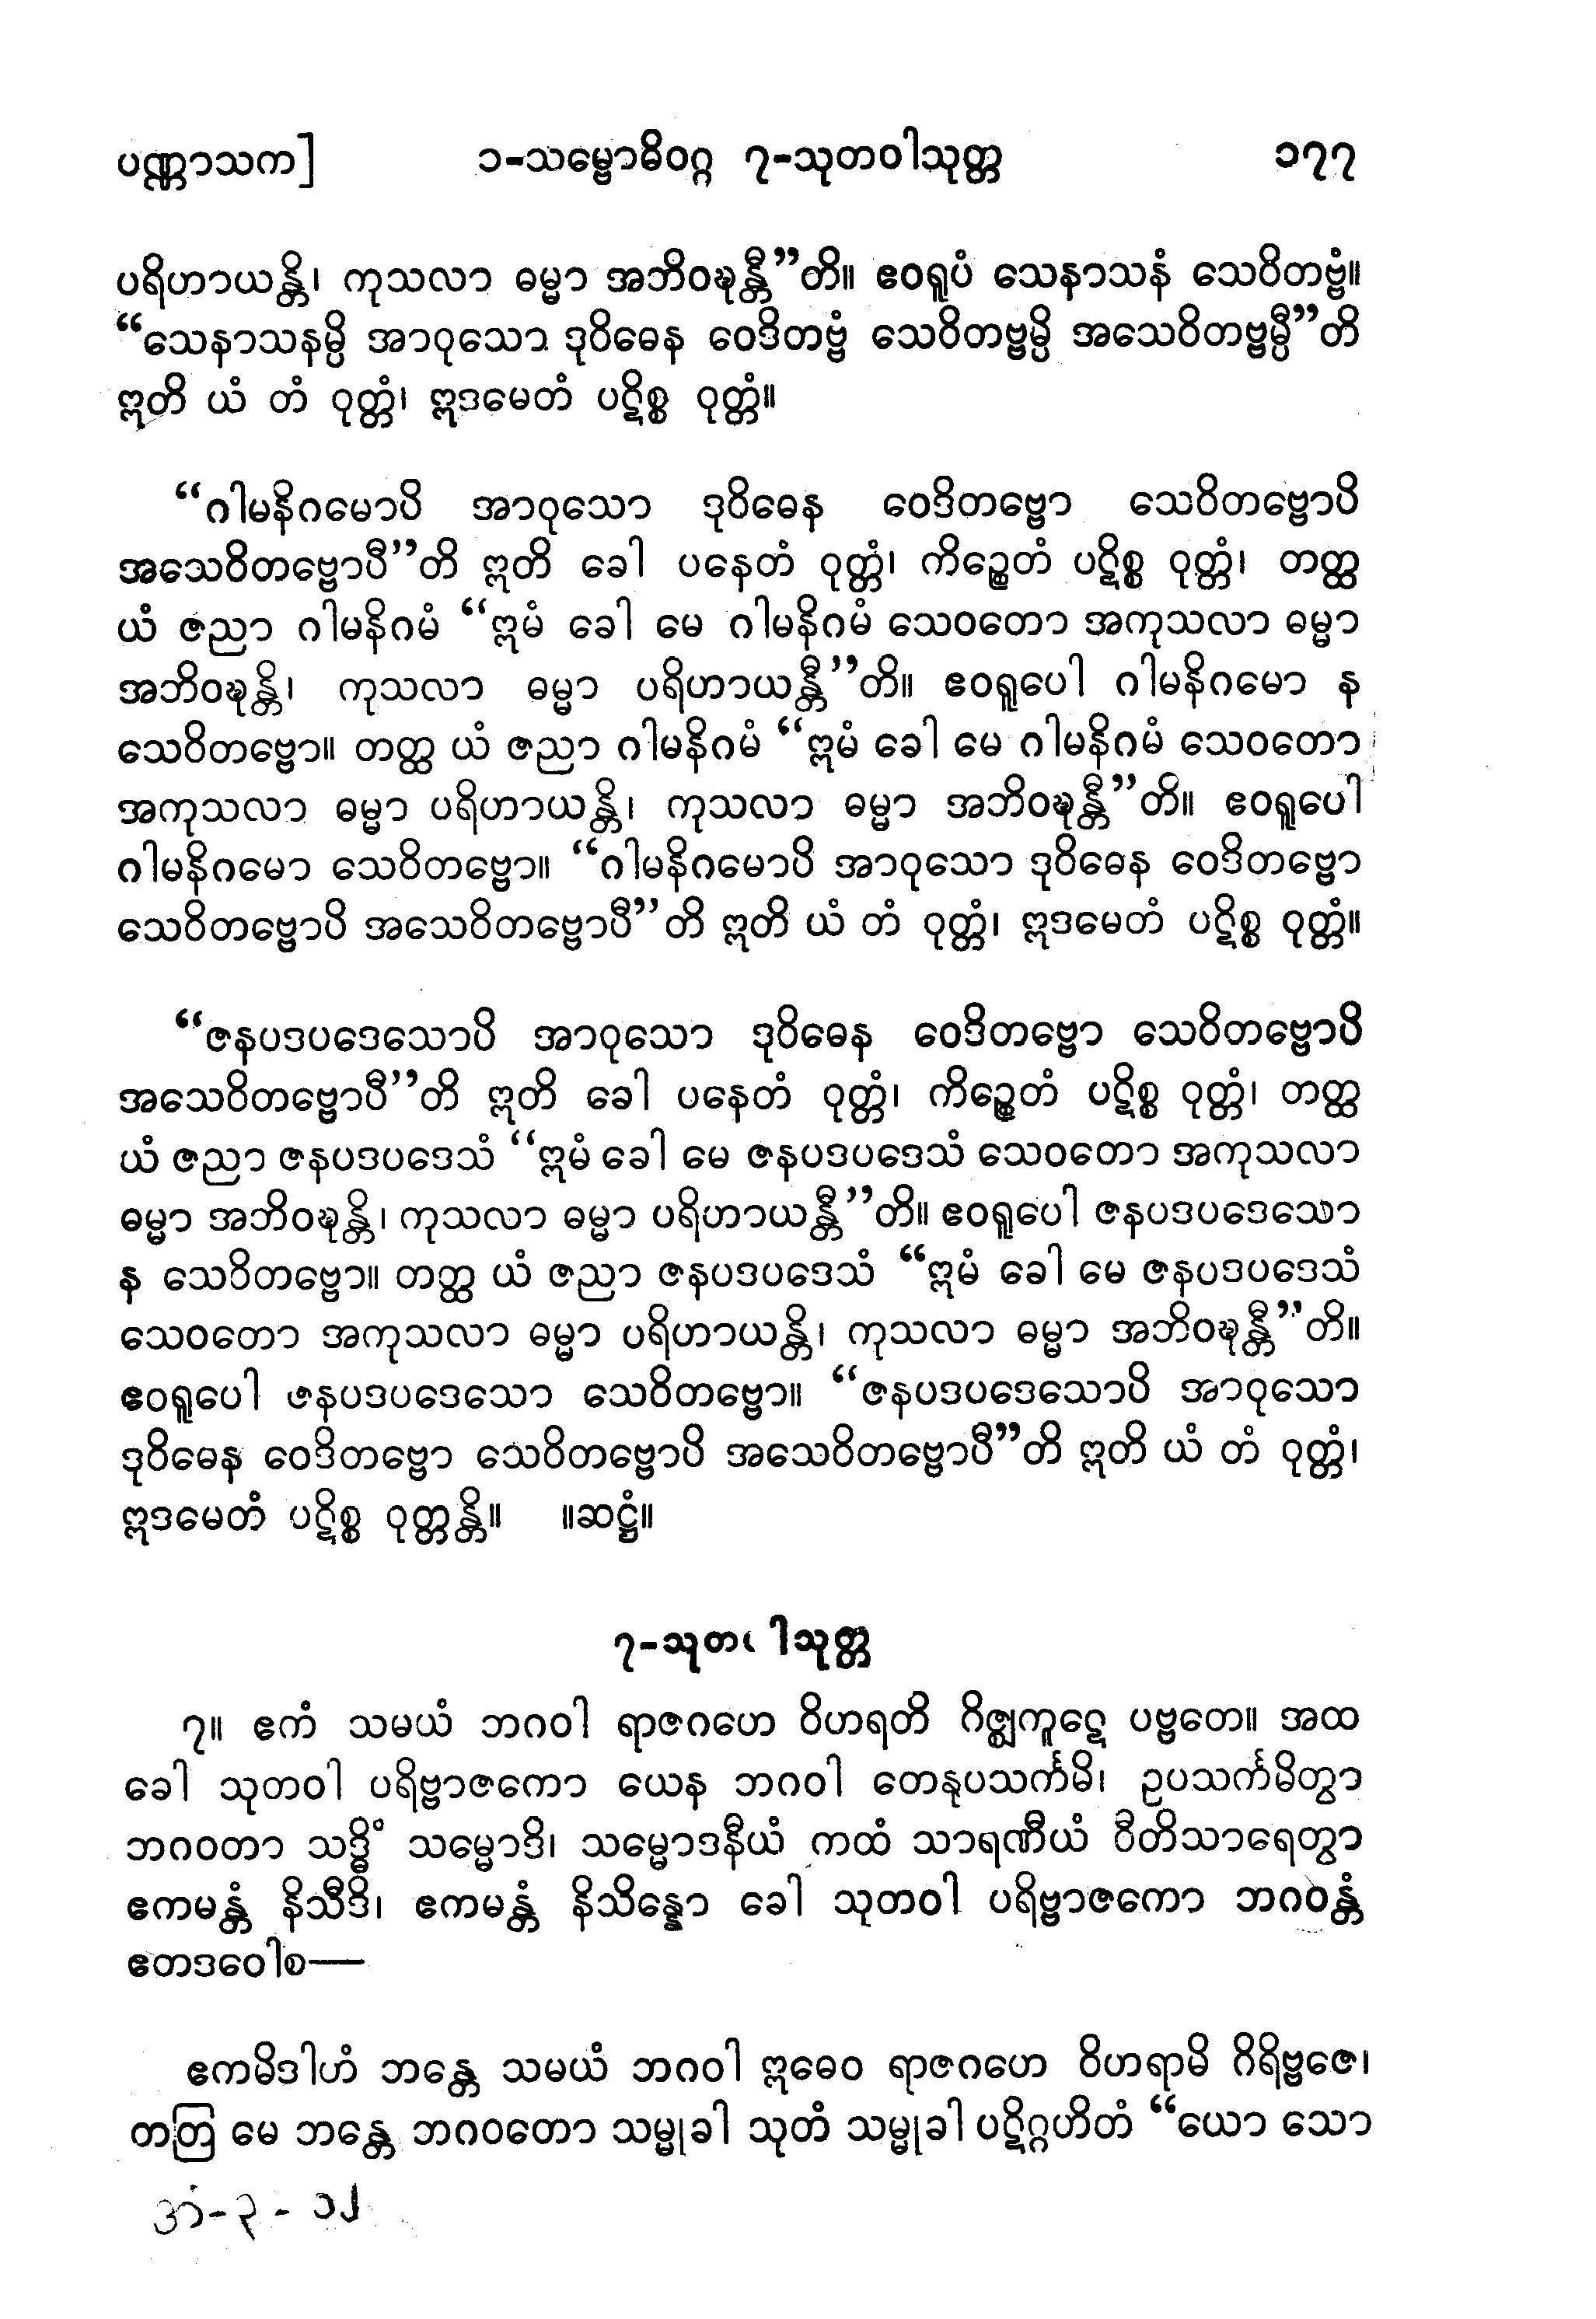 ပဏ္ဏာသက] ၁-သမ္ဗောဓိဝဂ္ဂ ၇-သုတဝါသုတ္တ ၁၇၇
ပရိဟာယန္တိ၊ ကုသလာ ဓမ္မာ အဘိဝဍ္ဎန္တီ”တိ။ ဧဝရူပံ သေနာသနံ သေဝိတဗ္ဗံ။
“သေနာသနမ္ပိ အာဝုသော ဒုဝိဓေန ဝေဒိတဗ္ဗံ သေဝိတဗ္ဗမ္ပိ အသေဝိတဗ္ဗမ္ပီ”တိ
ဣတိ ယံ တံ ဝုတ္တံ၊ ဣဒမေတံ ပဋိစ္စ ဝုတ္တံ။
“ဂါမနိဂမောပိ အာဝုသော ဒုဝိဓေန ဝေဒိတဗ္ဗော သေဝိတဗ္ဗောပိ
အသေဝိတဗ္ဗောပီ”တိ ဣတိ ခေါ ပနေတံ ဝုတ္တံ၊ ကိဉ္စေတံ ပဋိစ္စ ဝုတ္တံ၊ တတ္ထ
ယံ ဇညာ ဂါမနိဂမံ “ဣမံ ခေါ မေ ဂါမနိဂမံ သေဝတော အကုသလာ ဓမ္မာ
အဘိဝဍ္ဎန္တိ၊ ကုသလာ ဓမ္မာ ပရိဟာယန္တီ”တိ။ ဧဝရူပေါ ဂါမနိဂမော န
သေဝိတဗ္ဗော။ တတ္ထ ယံ ဇညာ ဂါမနိဂမံ “ဣမံ ခေါ မေ ဂါမနိဂမံ သေဝတော
အကုသလာ ဓမ္မာ ပရိဟာယန္တိ၊ ကုသလာ ဓမ္မာ အဘိဝဍ္ဎန္တီ”တိ။ ဧဝရူပေါ
ဂါမနိဂမော သေဝိတဗ္ဗော။ “ဂါမနိဂမောပိ အာဝုသော ဒုဝိဓေန ဝေဒိတဗ္ဗော
သေဝိတဗ္ဗောပိ အသေဝိတဗ္ဗောပီ”တိ ဣတိ ယံ တံ ဝုတ္တံ၊ ဣဒမေတံ ပဋိစ္စ ဝုတ္တံ။
“ဇနပဒပဒေသောပိ အာဝုသော ဒုဝိဓေန ဝေဒိတဗ္ဗော သေဝိတဗ္ဗောပိ
အသေဝိတဗ္ဗောပီ”တိ ဣတိ ခေါ ပနေတံ ဝုတ္တံ၊ ကိဉ္စေတံ ပဋိစ္စ ဝုတ္တံ၊ တတ္ထ
ယံ ဇညာ ဇနပဒပဒေသံ “ဣမံ ခေါ မေ ဇနပဒပဒေသံ သေဝတော အကုသလာ
ဓမ္မာ အဘိဝဍ္ဎန္တိ၊ ကုသလာ ဓမ္မာ ပရိဟာယန္တီ”တိ။ ဧဝရူပေါ ဇနပဒပဒေသော
န သေဝိတဗ္ဗော။ တတ္ထ ယံ ဇညာ ဇနပဒပဒေသံ “ဣမံ ခေါ မေ ဇနပဒပဒေသံ
သေဝတော အကုသလာ ဓမ္မာ ပရိဟာယန္တိ၊ ကုသလာ ဓမ္မာ အဘိဝဍ္ဎန္တီ”တိ။
ဧဝရူပေါ ဇနပဒပဒေသော သေဝိတဗ္ဗော။ “ဇနပဒပဒေသောပိ အာဝုသော
ဒုဝိဓေန ဝေဒိတဗ္ဗော သေဝိတဗ္ဗောပိ အသေဝိတဗ္ဗောပီ”တိ ဣတိ ယံ တံ ဝုတ္တံ၊
ဣဒမေတံ ပဋိစ္စ ဝုတ္တန္တိ။ ။ဆဋ္ဌံ။
၇-သုတဝါသုတ္တ
၇။ ဧကံ သမယံ ဘဂဝါ ရာဇဂဟေ ဝိဟရတိ ဂိဇ္ဈကူဋေ ပဗ္ဗတေ။ အထ
ခေါ သုတဝါ ပရိဗ္ဗာဇကော ယေန ဘဂဝါ တေနုပသင်္ကမိ၊ ဥပသင်္ကမိတွာ
ဘဂဝတာ သဒ္ဓိံ သမ္မောဒိ၊ သမ္မောဒနီယံ ကထံ သာရဏီယံ ဝီတိသာရေတွာ
ဧကမန္တံ နိသီဒိ၊ ဧကမန္တံ နိသိန္နော ခေါ သုတဝါ ပရိဗ္ဗာဇကော ဘဂဝန္တံ
ဧတဒဝေါစ—
ဧကမိဒါဟံ ဘန္တေ သမယံ ဘဂဝါ ဣဓေဝ ရာဇဂဟေ ဝိဟရာမိ ဂိရိဗ္ဗဇေ၊
တတြ မေ ဘန္တေ ဘဂဝတော သမ္မုခါ သုတံ သမ္မုခါ ပဋိဂ္ဂဟိတံ “ယော သော
အံ-၃-၁၂